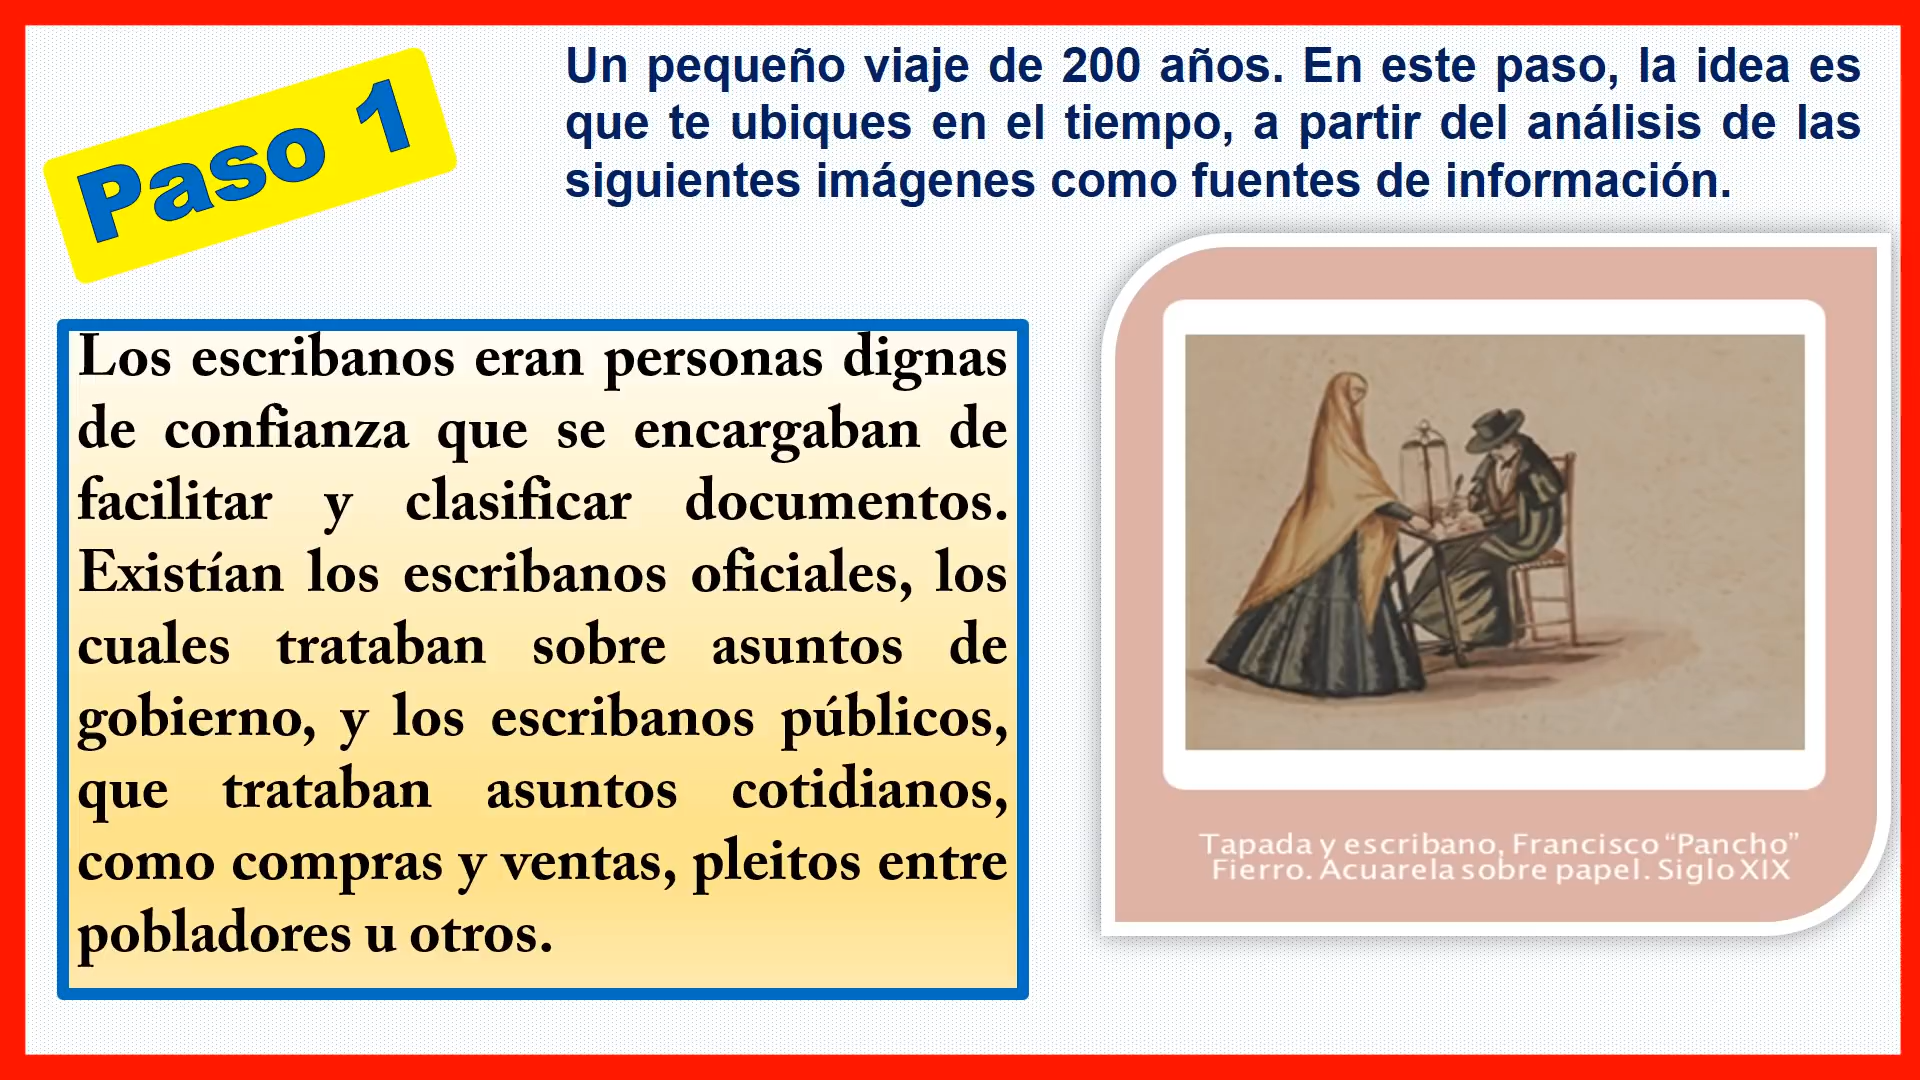 Paso 1
Un pequeño viaje de 200 años. En este paso, la idea es
que te ubiques en el tiempo, a partir del análisis de las
siguientes imágenes como fuentes de información.
Los escribanos eran personas dignas
de confianza que se encargaban de
facilitar y clasificar documentos.
Existían los escribanos oficiales, los
cuales trataban sobre asuntos de
gobierno, y los escribanos públicos,
que trataban asuntos cotidianos,
como compras y ventas, pleitos entre
pobladores u otros.
Tapada y escribano, Francisco “Pancho”
Fierro. Acuarela sobre papel. Siglo XIX